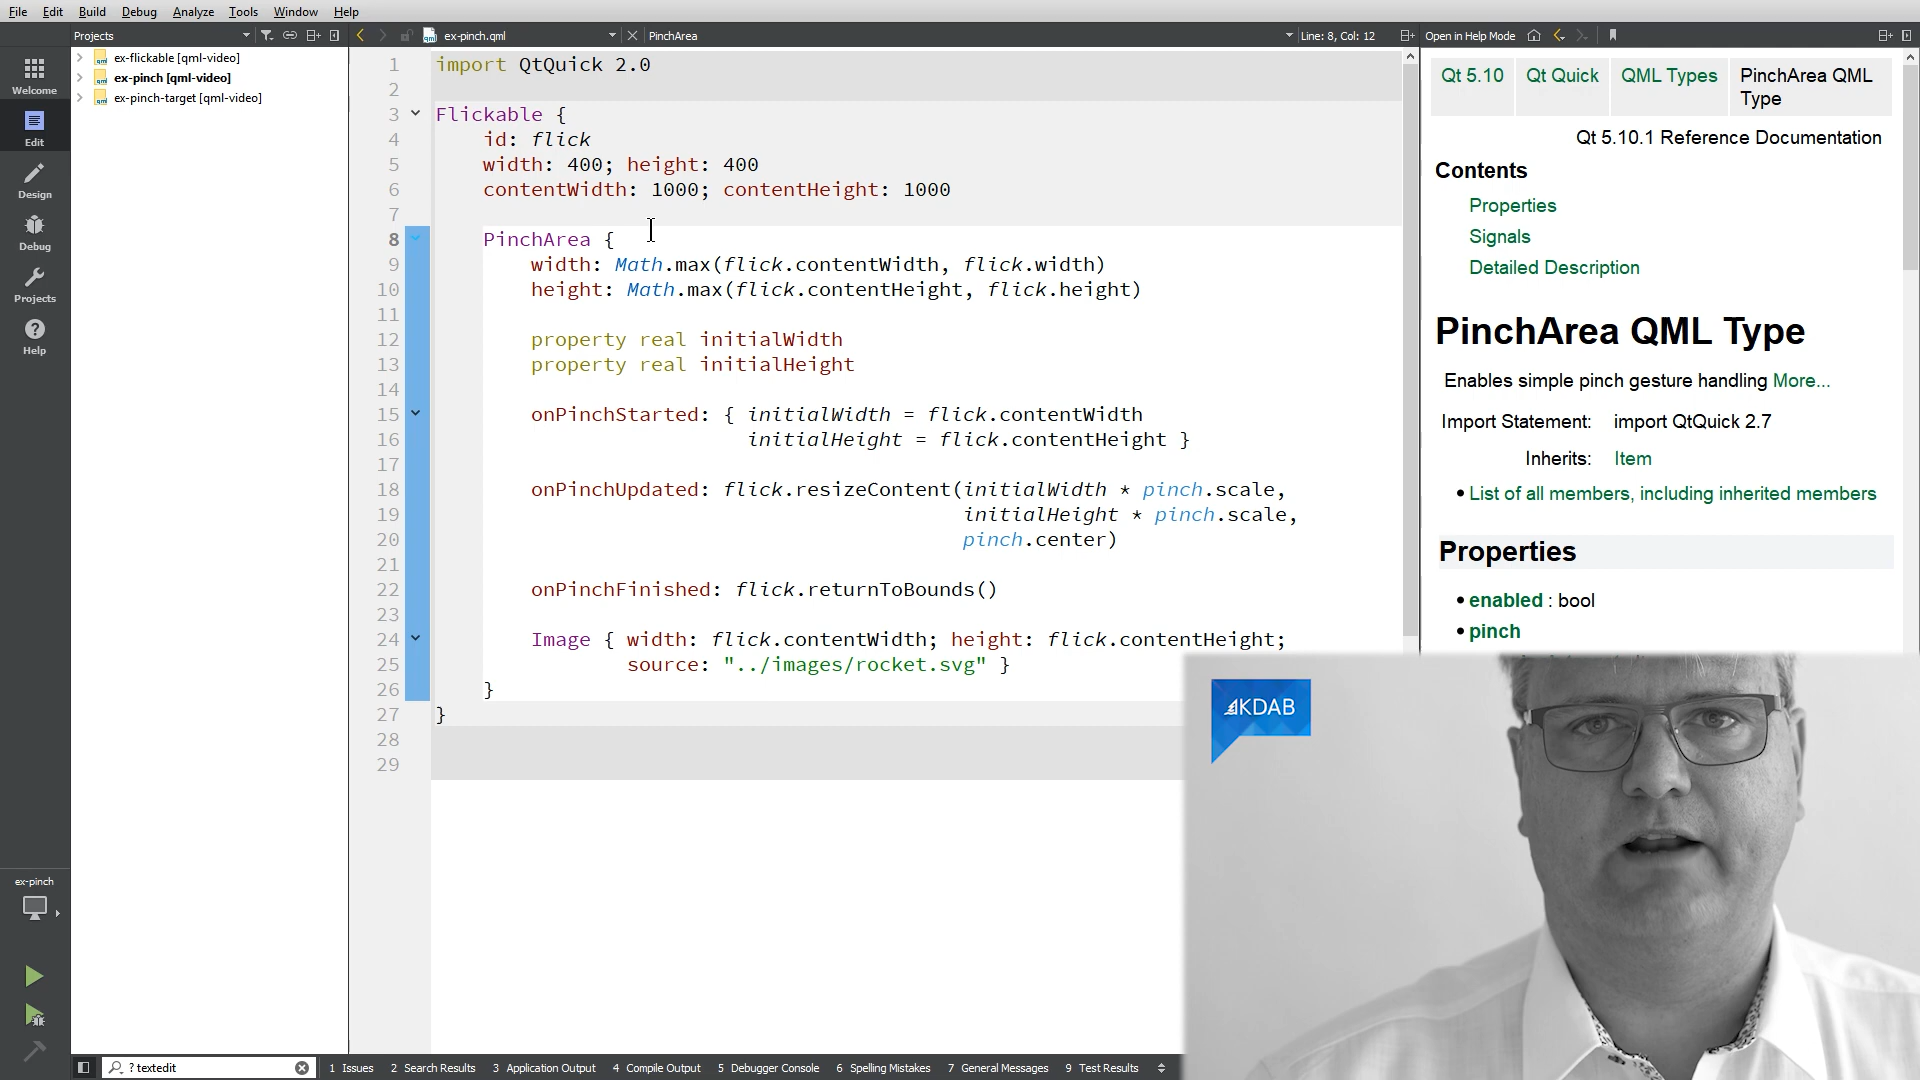 File Edit Build Debug Analyze Tools Window Help
Projects
ex-pinch.qml
PinchArea
Line: 8, Col: 12
Open in Help Mode
Welcome
Edit
Design
Debug
Projects
Help
ex-flickable [qml-video]
ex-pinch [qml-video]
ex-pinch-target [qml-video]
1 import QtQuick 2.0
2
3 Flickable {
4 id: flick
5 width: 400; height: 400
6 contentWidth: 1000; contentHeight: 1000
7
8 PinchArea {
9 width: Math.max(flick.contentWidth, flick.width)
10 height: Math.max(flick.contentHeight, flick.height)
11
12 property real initialWidth
13 property real initialHeight
14
15 onPinchStarted: { initialWidth = flick.contentWidth
16 initialHeight = flick.contentHeight }
17
18 onPinchUpdated: flick.resizeContent(initialWidth * pinch.scale,
19 initialHeight * pinch.scale,
20 pinch.center)
21
22 onPinchFinished: flick.returnToBounds()
23
24 Image { width: flick.contentWidth; height: flick.contentHeight;
25 source: "../images/rocket.svg" }
26 }
27 }
28
29
Qt 5.10
Qt Quick
QML Types
PinchArea QML
Type
Qt 5.10.1 Reference Documentation
Contents
Properties
Signals
Detailed Description
PinchArea QML Type
Enables simple pinch gesture handling More...
Import Statement: import QtQuick 2.7
Inherits: Item
• List of all members, including inherited members
Properties
• enabled : bool
• pinch
KDAB
ex-pinch
? textedit
1 Issues
2 Search Results
3 Application Output
4 Compile Output
5 Debugger Console
6 Spelling Mistakes
7 General Messages
9 Test Results